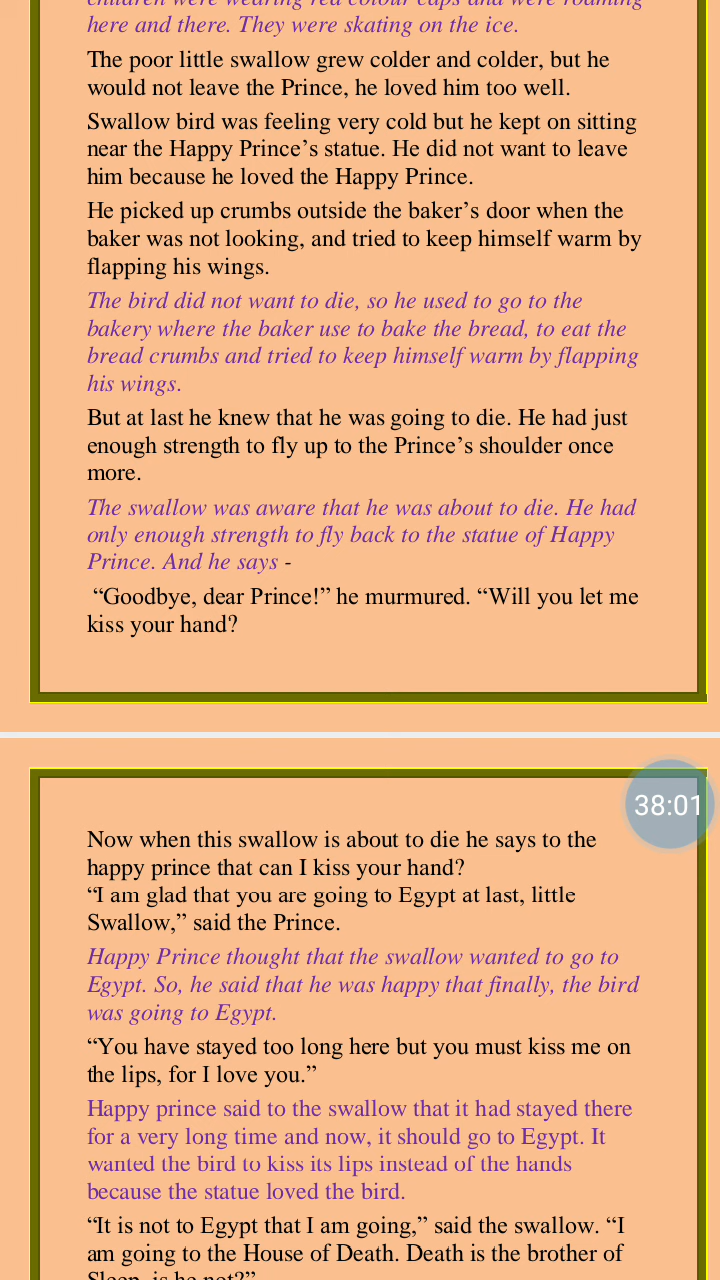 children were wearing red colour caps and were roaming
here and there. They were skating on the ice.
The poor little swallow grew colder and colder, but he
would not leave the Prince, he loved him too well.
Swallow bird was feeling very cold but he kept on sitting
near the Happy Prince’s statue. He did not want to leave
him because he loved the Happy Prince.
He picked up crumbs outside the baker’s door when the
baker was not looking, and tried to keep himself warm by
flapping his wings.
The bird did not want to die, so he used to go to the
bakery where the baker use to bake the bread, to eat the
bread crumbs and tried to keep himself warm by flapping
his wings.
But at last he knew that he was going to die. He had just
enough strength to fly up to the Prince’s shoulder once
more.
The swallow was aware that he was about to die. He had
only enough strength to fly back to the statue of Happy
Prince. And he says -
“Goodbye, dear Prince!” he murmured. “Will you let me
kiss your hand?
38:01
Now when this swallow is about to die he says to the
happy prince that can I kiss your hand?
“I am glad that you are going to Egypt at last, little
Swallow,” said the Prince.
Happy Prince thought that the swallow wanted to go to
Egypt. So, he said that he was happy that finally, the bird
was going to Egypt.
“You have stayed too long here but you must kiss me on
the lips, for I love you.”
Happy prince said to the swallow that it had stayed there
for a very long time and now, it should go to Egypt. It
wanted the bird to kiss its lips instead of the hands
because the statue loved the bird.
“It is not to Egypt that I am going,” said the swallow. “I
am going to the House of Death. Death is the brother of
Sleep, is he not?”